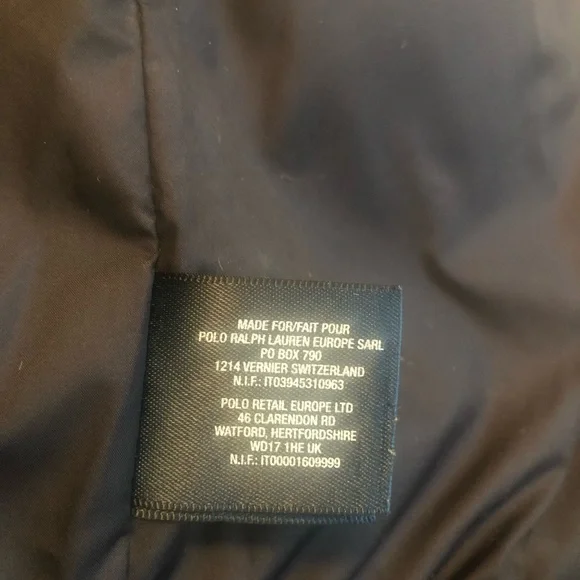 MADE FOR/FAIT POUR
POLO RALPH LAUREN EUROPE SARL
PO BOX 790
1214 VERNIER SWITZERLAND
N.I.F.: IT03945310963
POLO RETAIL EUROPE LTD
46 CLARENDON RD
WATFORD, HERTFORDSHIRE
WD17 1HE UK
N.I.F.: IT00001609999